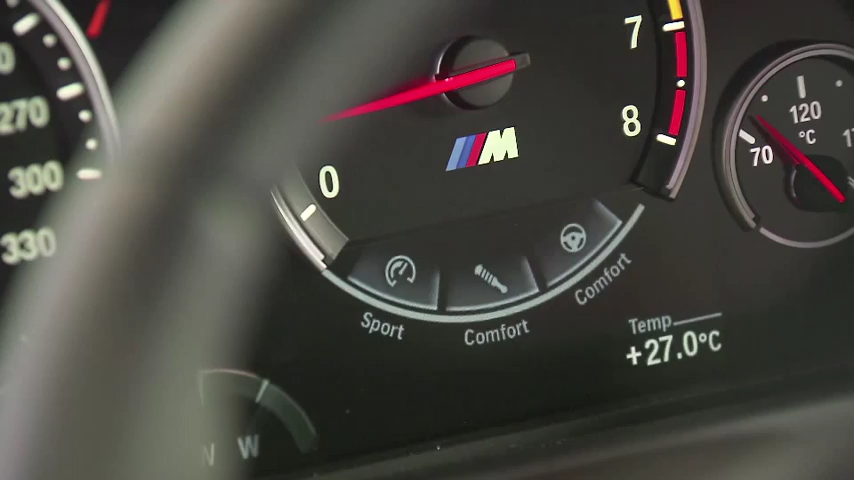 270
300
330
0
7
8
M
70
120
°C
Sport
Comfort
Comfort
Temp
+27.0°C
W